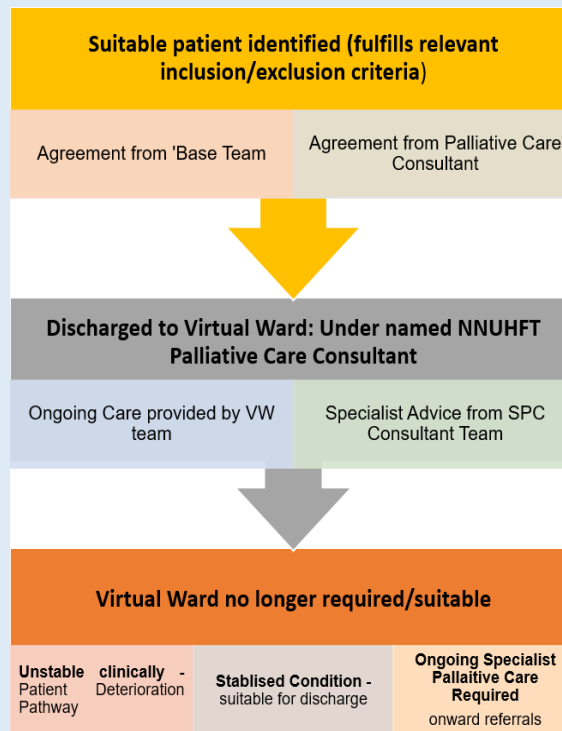 Suitable patient identified (fulfills relevant
inclusion/exclusion criteria)
Agreement from 'Base Team
Agreement from Palliative Care
Consultant
Discharged to Virtual Ward: Under named NNUHFT
Palliative Care Consultant
Ongoing Care provided by VW
team
Specialist Advice from SPC
Consultant Team
Virtual Ward no longer required/suitable
Unstable clinically -
Patient Deterioration
Pathway
Stablised Condition -
suitable for discharge
Ongoing Specialist
Pallaitive Care
Required
onward referrals